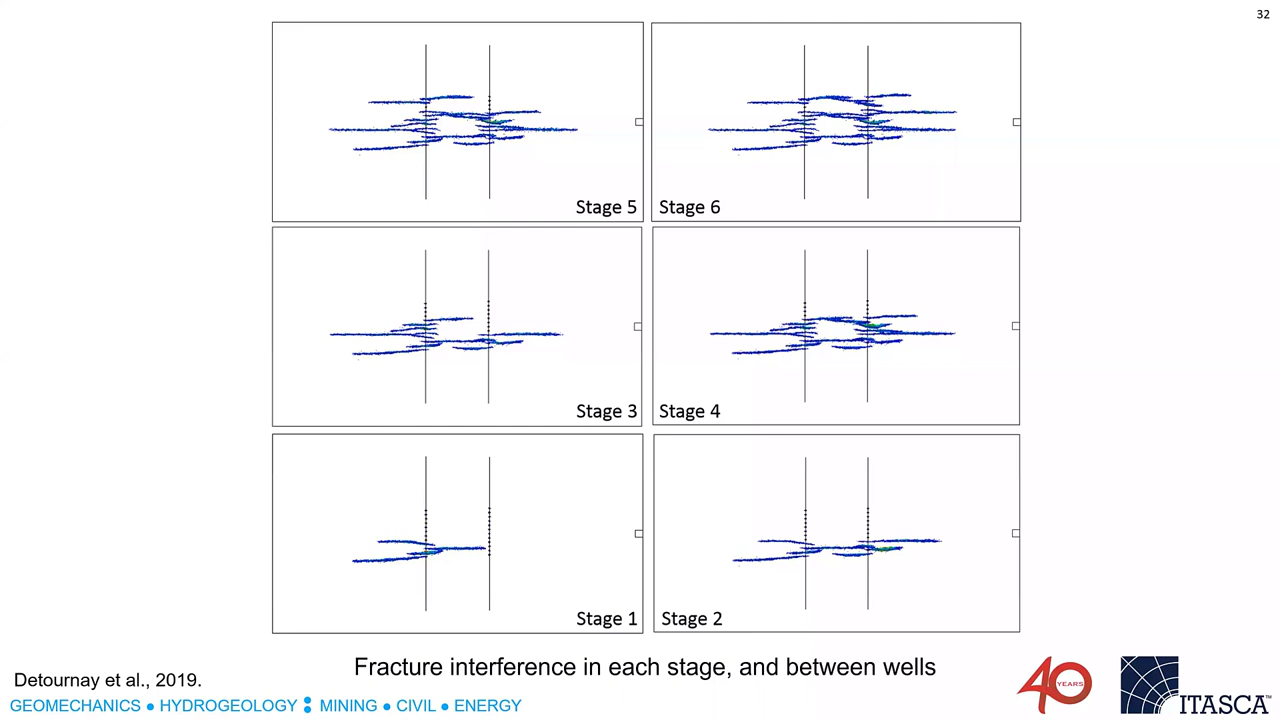 32
Stage 5
Stage 6
Stage 3
Stage 4
Stage 1
Stage 2
Fracture interference in each stage, and between wells
Detournay et al., 2019.
GEOMECHANICS ● HYDROGEOLOGY : MINING ● CIVIL ● ENERGY
40 YEARS
ITASCA™